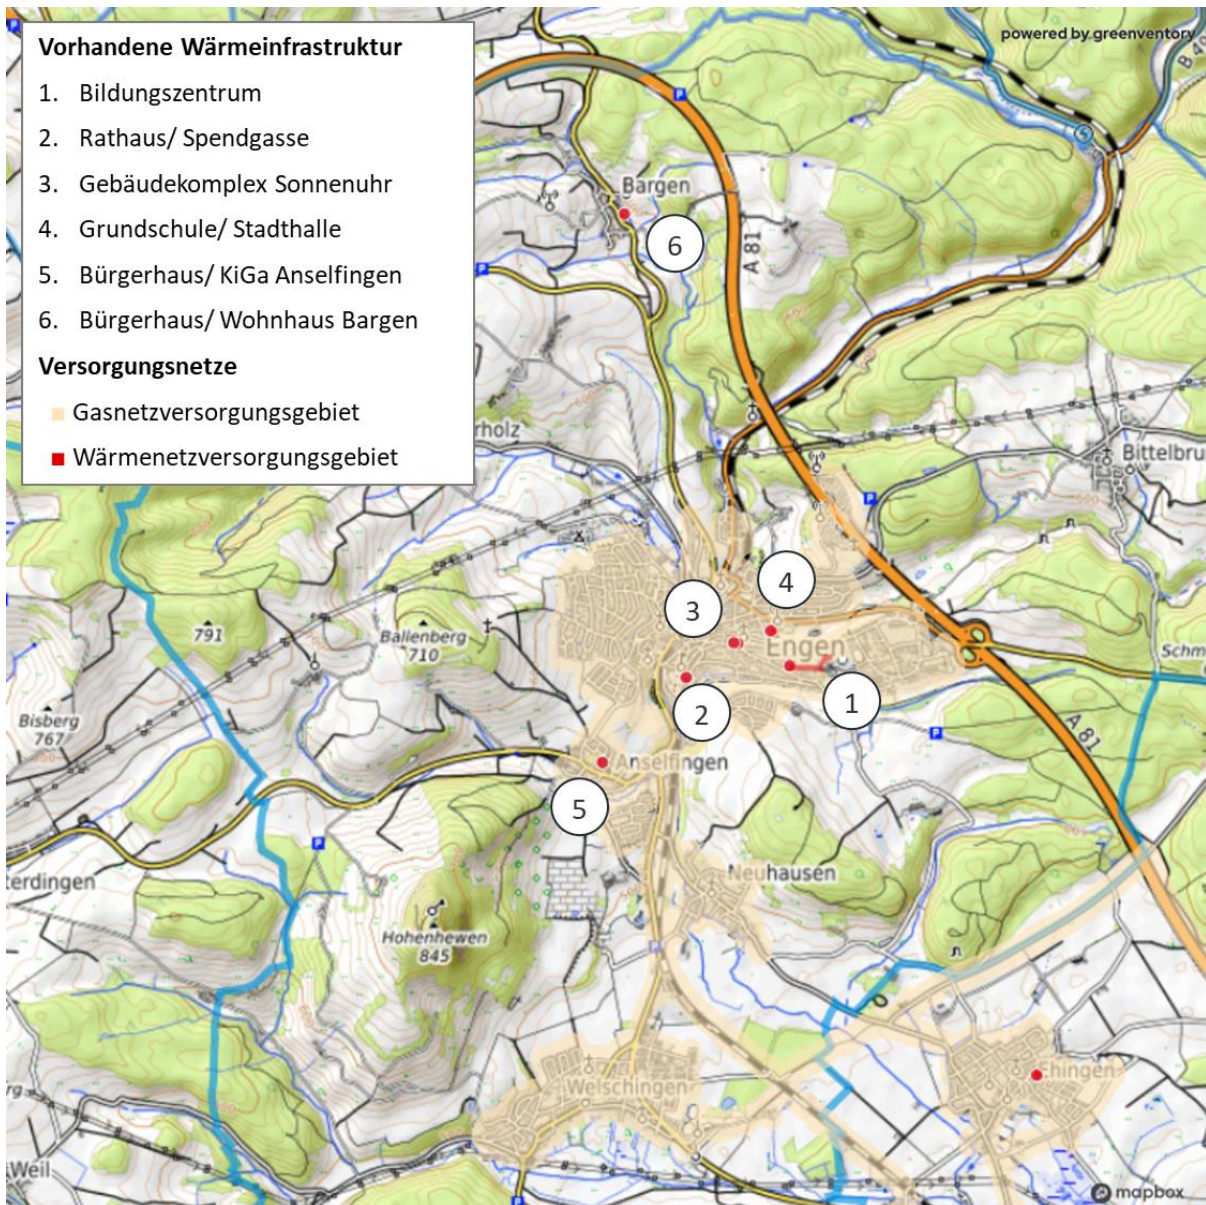 Vorhandene Wärmeinfrastruktur
1. Bildungszentrum
2. Rathaus/ Spendgasse
3. Gebäudekomplex Sonnenuhr
4. Grundschule/ Stadthalle
5. Bürgerhaus/ KiGa Anselfingen
6. Bürgerhaus/ Wohnhaus Bargen
Versorgungsnetze
Gasnetzversorgungsgebiet
Wärmenetzversorgungsgebiet
powered by greenventory
P
Bargen
6
A 81
P
600
rholz
Bittelbru
P
4
3
791
Ballenberg
710
Engen
Schm
2
1
Bisberg
767
P
A 81
Anselfingen
5
P
terdingen
Neuhausen
Hohenhewen
845
Welschingen
chingen
Weil
P
mapbox